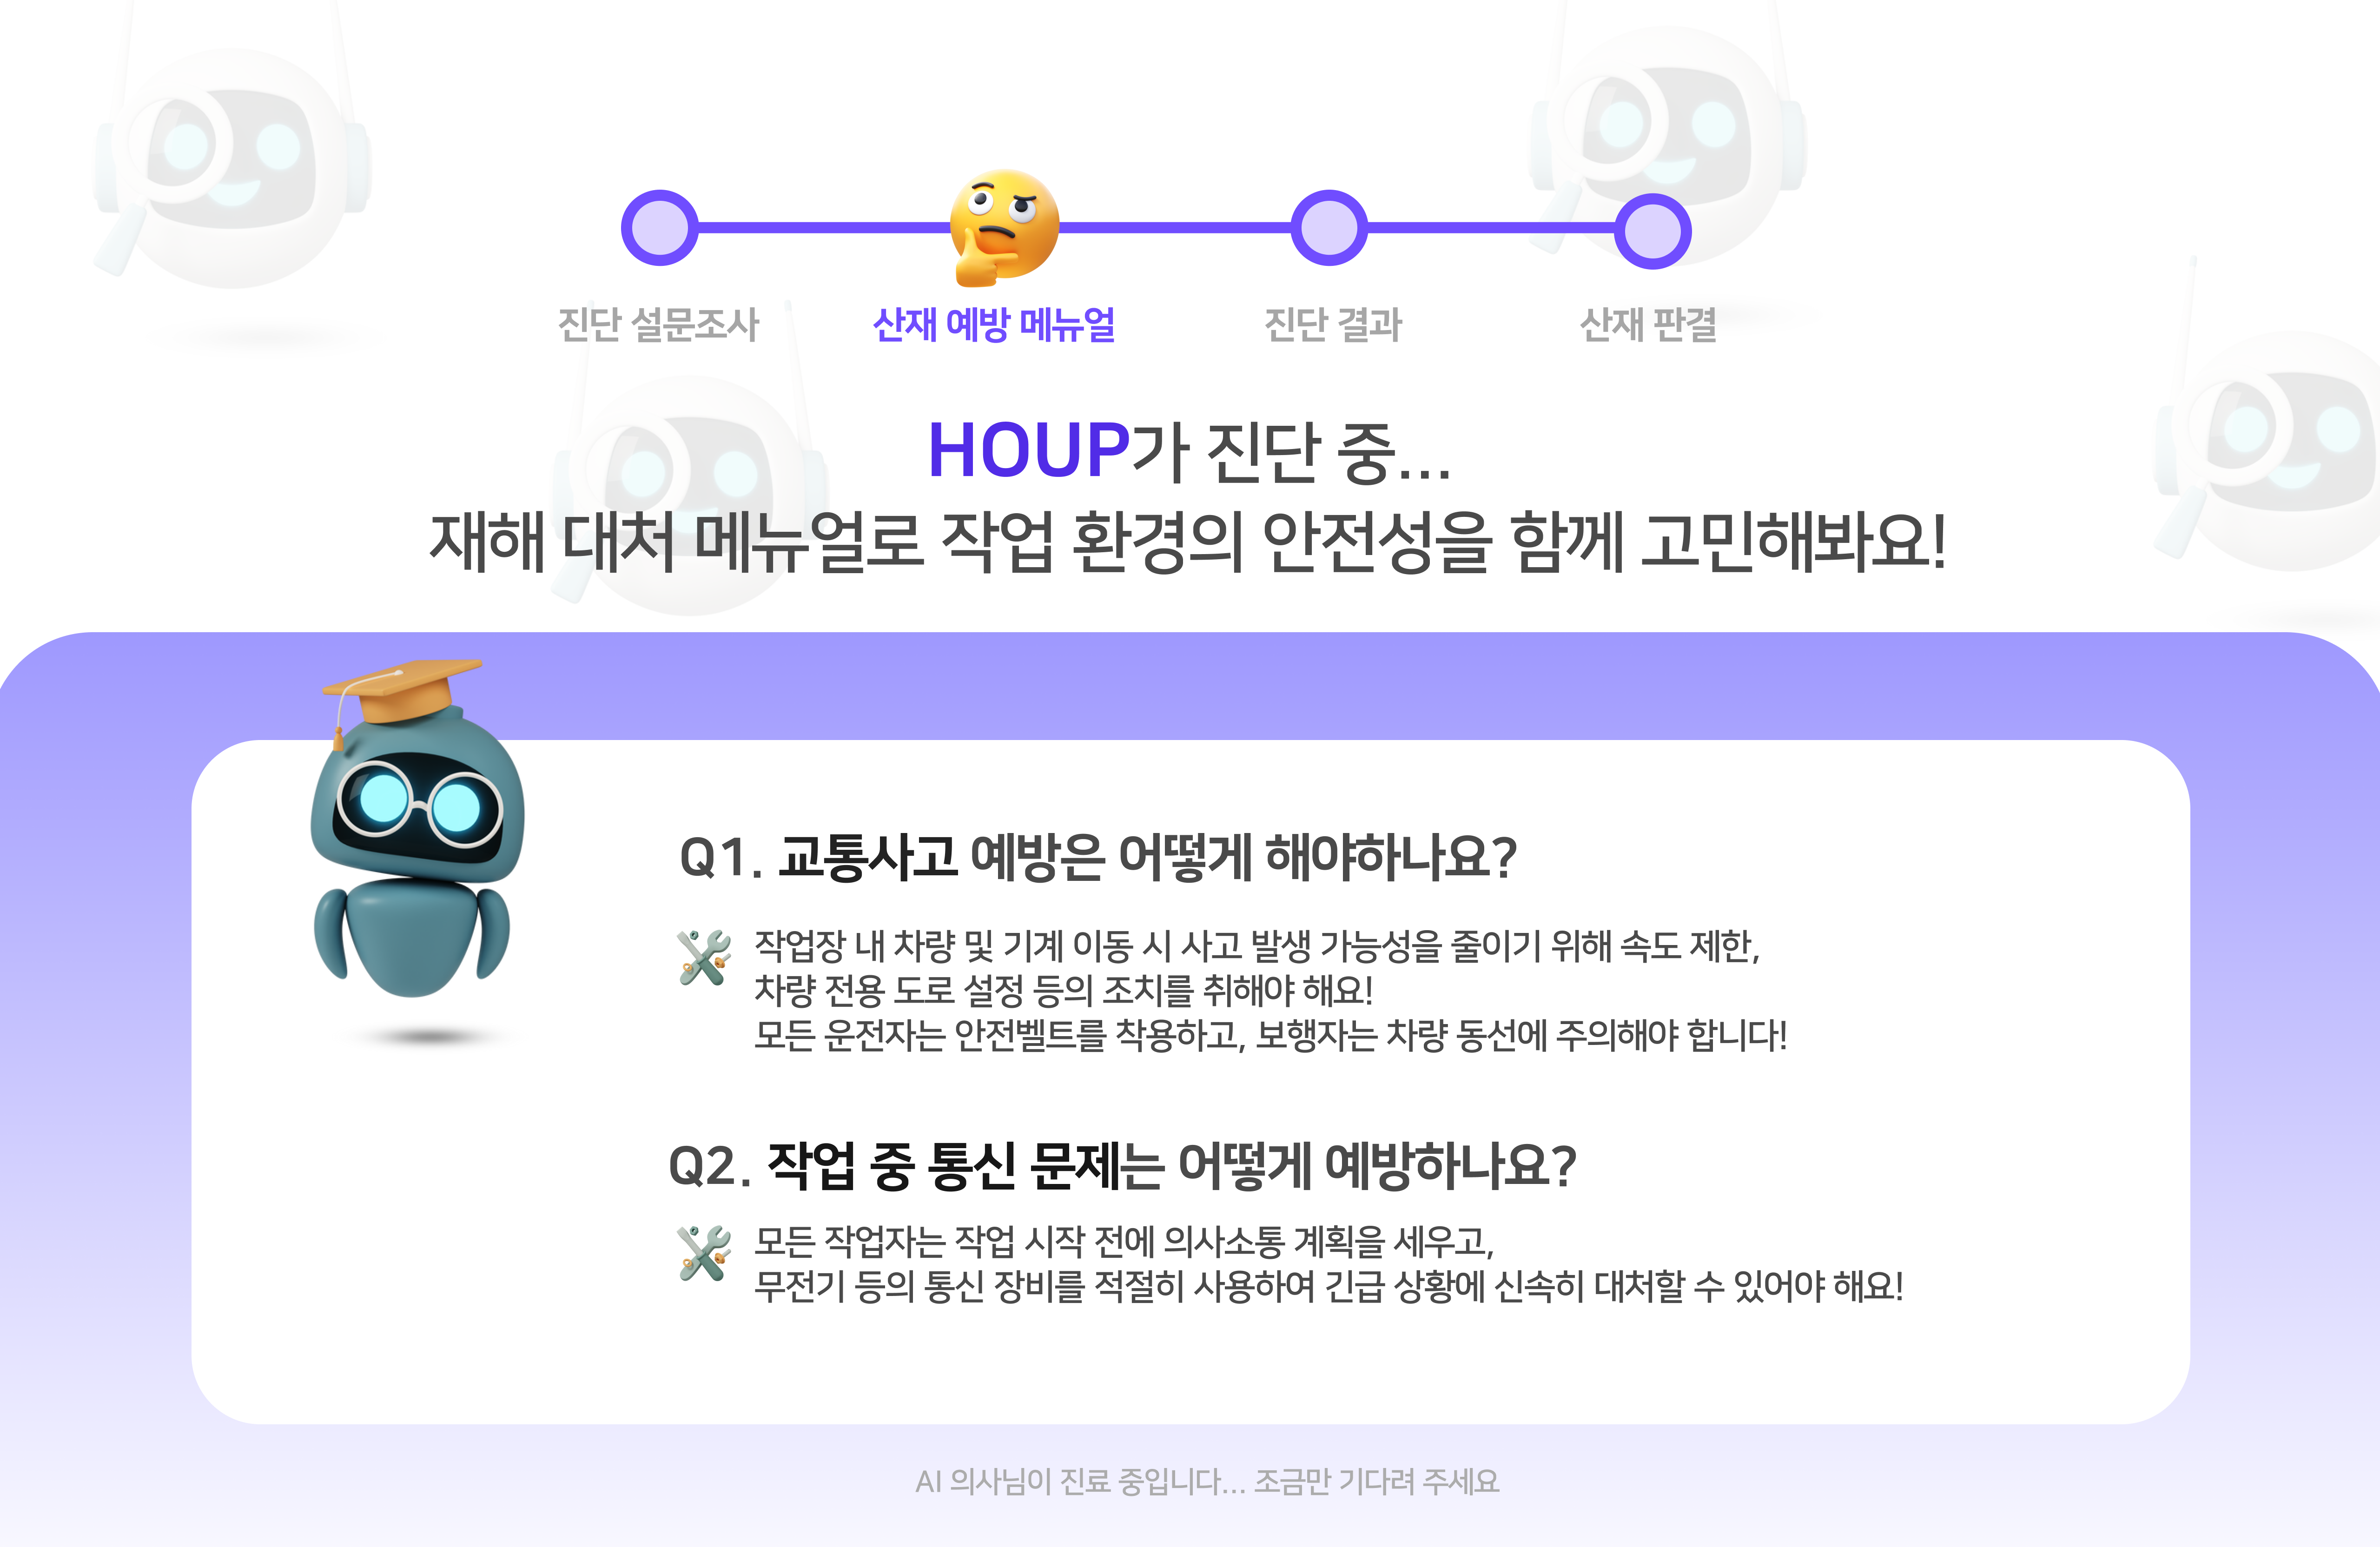 진단 설문조사
산재 예방 메뉴얼
진단 결과
산재 판결
HOUP가 진단 중...
재해 대처 메뉴얼로 작업 환경의 안전성을 함께 고민해봐요!
Q1. 교통사고 예방은 어떻게 해야하나요?
작업장 내 차량 및 기계 이동 시 사고 발생 가능성을 줄이기 위해 속도 제한,
차량 전용 도로 설정 등의 조치를 취해야 해요!
모든 운전자는 안전벨트를 착용하고, 보행자는 차량 동선에 주의해야 합니다!
Q2. 작업 중 통신 문제는 어떻게 예방하나요?
모든 작업자는 작업 시작 전에 의사소통 계획을 세우고,
무전기 등의 통신 장비를 적절히 사용하여 긴급 상황에 신속히 대처할 수 있어야 해요!
AI 의사님이 진료 중입니다... 조금만 기다려 주세요